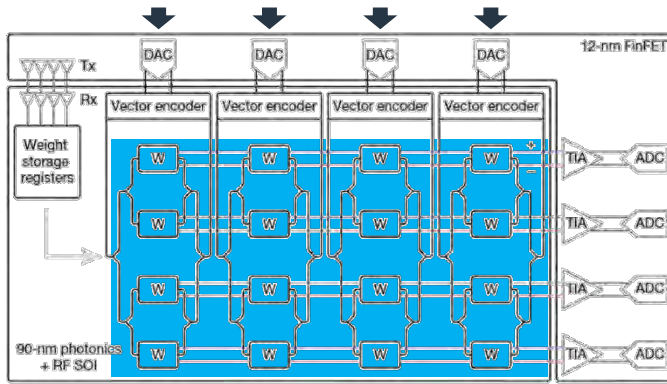 12-nm FinFET
DAC DAC DAC DAC
Tx
Rx
Vector encoder Vector encoder Vector encoder Vector encoder
Weight
storage
registers
W W W W + TIA ADC
−
W W W W TIA ADC
W W W W TIA ADC
90-nm photonics
+ RF SOI
W W W W TIA ADC